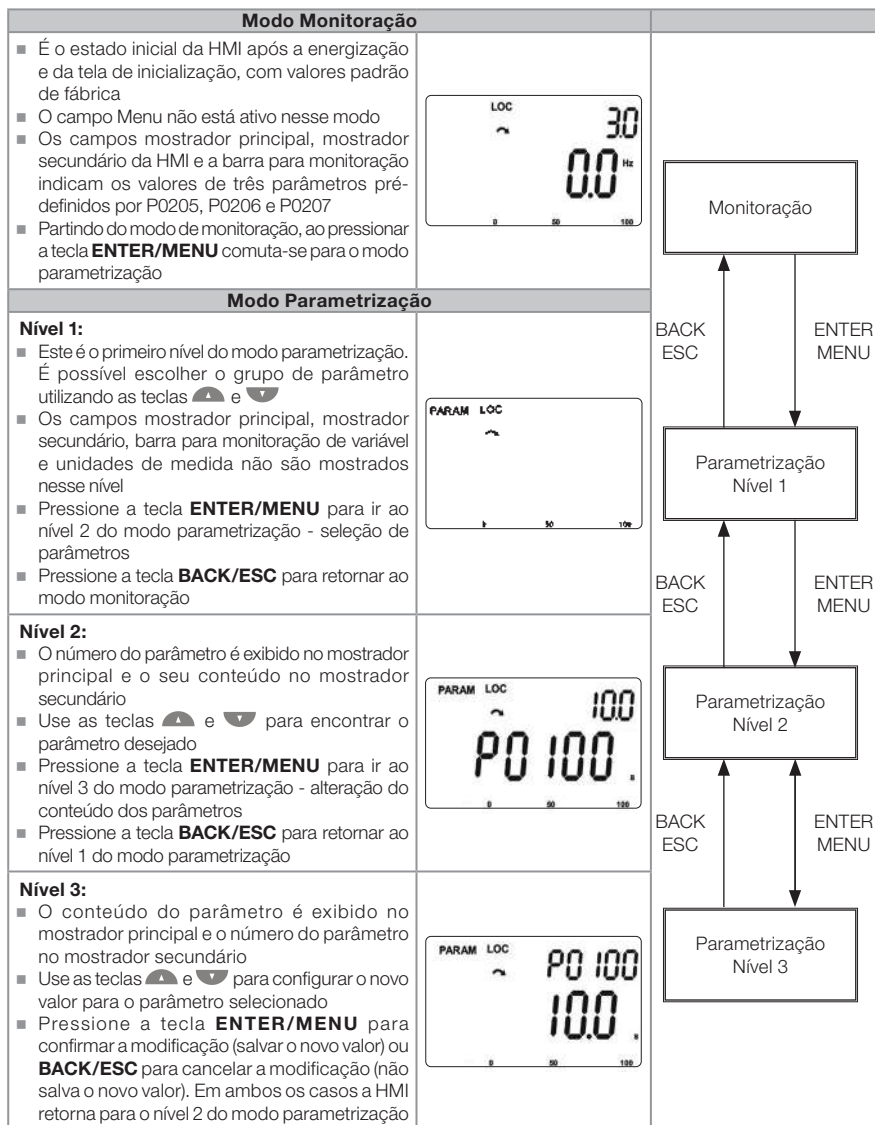 Modo Monitoração
É o estado inicial da HMI após a energização
e da tela de inicialização, com valores padrão
de fábrica
O campo Menu não está ativo nesse modo
Os campos mostrador principal, mostrador
secundário da HMI e a barra para monitoração
indicam os valores de três parâmetros pré-
definidos por P0205, P0206 e P0207
Partindo do modo de monitoração, ao pressionar
a tecla ENTER/MENU comuta-se para o modo
parametrização
LOC
3.0
0.0 Hz
0 50 100
Modo Parametrização
Nível 1:
Este é o primeiro nível do modo parametrização.
É possível escolher o grupo de parâmetro
utilizando as teclas e
Os campos mostrador principal, mostrador
secundário, barra para monitoração de variável
e unidades de medida não são mostrados
nesse nível
Pressione a tecla ENTER/MENU para ir ao
nível 2 do modo parametrização - seleção de
parâmetros
Pressione a tecla BACK/ESC para retornar ao
modo monitoração
PARAM LOC
50 100
Nível 2:
O número do parâmetro é exibido no mostrador
principal e o seu conteúdo no mostrador
secundário
Use as teclas e para encontrar o
parâmetro desejado
Pressione a tecla ENTER/MENU para ir ao
nível 3 do modo parametrização - alteração do
conteúdo dos parâmetros
Pressione a tecla BACK/ESC para retornar ao
nível 1 do modo parametrização
PARAM LOC
10.0
P0100
0 50 100
Nível 3:
O conteúdo do parâmetro é exibido no
mostrador principal e o número do parâmetro
no mostrador secundário
Use as teclas e para configurar o novo
valor para o parâmetro selecionado
Pressione a tecla ENTER/MENU para
confirmar a modificação (salvar o novo valor) ou
BACK/ESC para cancelar a modificação (não
salva o novo valor). Em ambos os casos a HMI
retorna para o nível 2 do modo parametrização
PARAM LOC
P0100
10.0
0 50 100
Monitoração
BACK ENTER
ESC MENU
Parametrização
Nível 1
BACK ENTER
ESC MENU
Parametrização
Nível 2
BACK ENTER
ESC MENU
Parametrização
Nível 3